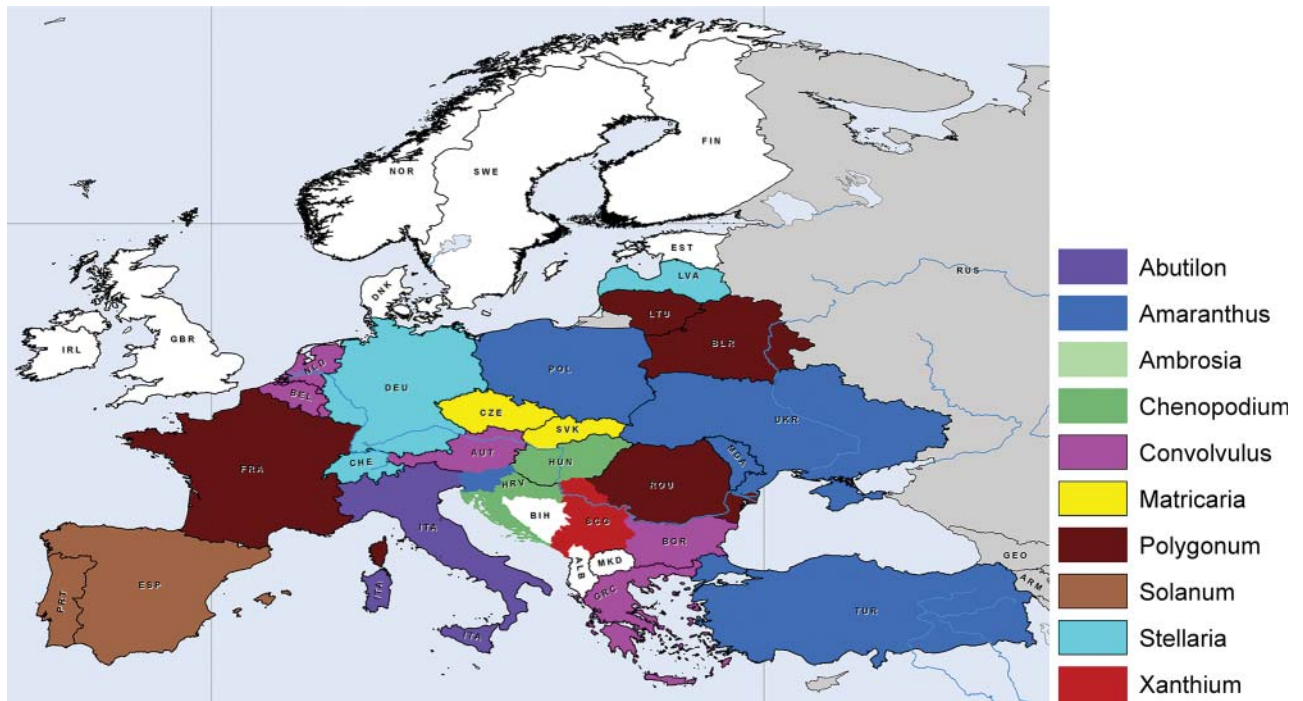 NOR
SWE
FIN
EST
LVA
RUS
DNK
LTU
IRL
GBR
BLR
NLD
DEU
POL
BEL
CZE
UKR
SVK
CHE
AUT
HUN
MDA
FRA
HRV
ROU
BIH
SCG
ITA
BGR
ALB
MKD
GEO
ARM
ESP
PRT
ITA
GRC
TUR
ITA
Abutilon
Amaranthus
Ambrosia
Chenopodium
Convolvulus
Matricaria
Polygonum
Solanum
Stellaria
Xanthium